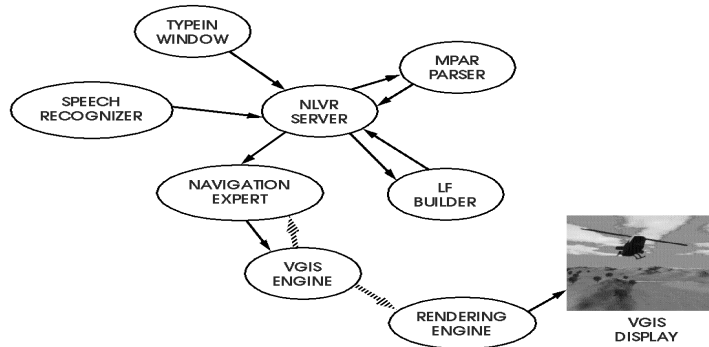 TYPEIN
WINDOW
MPAR
PARSER
SPEECH
RECOGNIZER
NLVR
SERVER
NAVIGATION
EXPERT
LF
BUILDER
VGIS
ENGINE
RENDERING
ENGINE
VGIS
DISPLAY